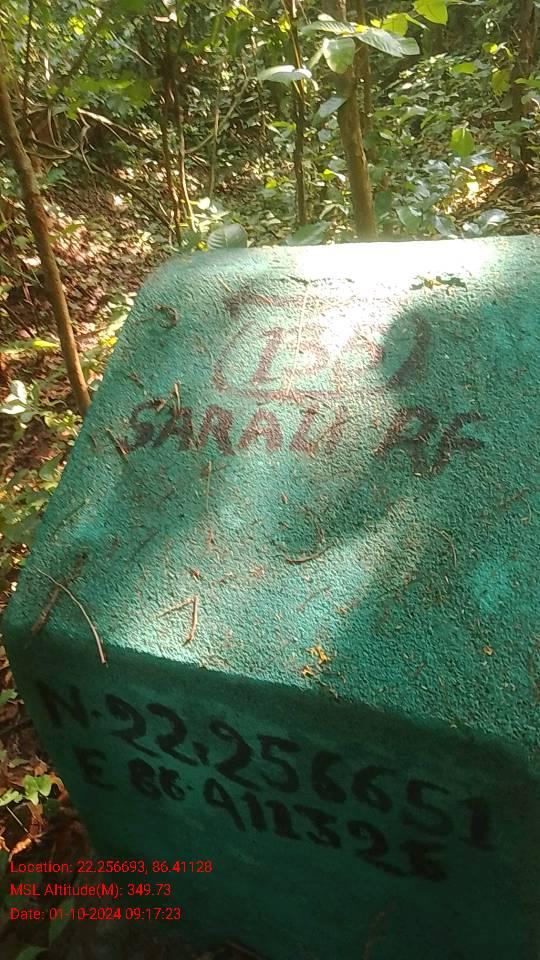 SARALI RF
N.22.256651
E 86.411325
Location: 22.256693, 86.41128
MSL Altitude(M): 349.73
Date: 01-10-2024 09:17:23